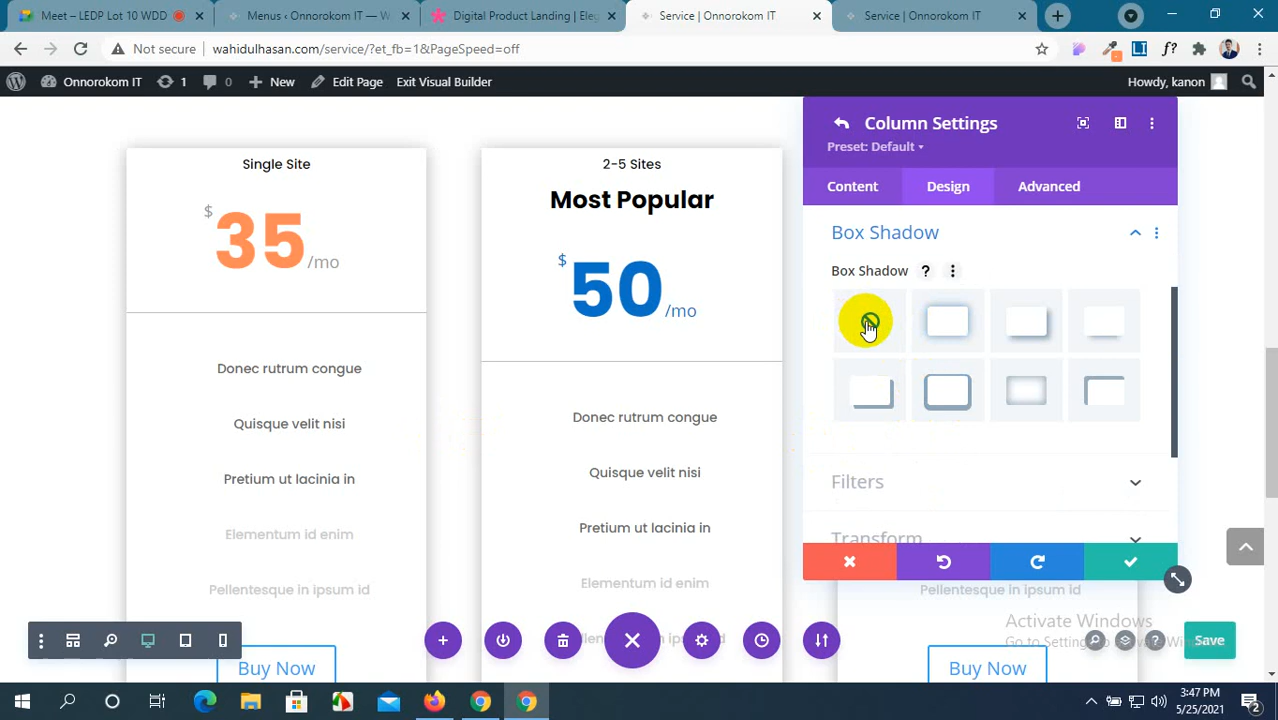 Meet – LEDP Lot 10 WDD
Menus ‹ Onnorokom IT — W
Digital Product Landing | Eleg
Service | Onnorokom IT
Service | Onnorokom IT
Not secure
wahidulhasan.com/service/?et_fb=1&PageSpeed=off
Onnorokom IT
1
0
New
Edit Page
Exit Visual Builder
Howdy, kanon
Single Site
$
35
/mo
Donec rutrum congue
Quisque velit nisi
Pretium ut lacinia in
Elementum id enim
Pellentesque in ipsum id
Buy Now
2-5 Sites
Most Popular
$
50
/mo
Donec rutrum congue
Quisque velit nisi
Pretium ut lacinia in
Elementum id enim
Column Settings
Preset: Default
Content
Design
Advanced
Box Shadow
Box Shadow
?
Filters
Transform
Pellentesque in ipsum id
Buy Now
Activate Windows
Save
3:47 PM
5/25/2021
2